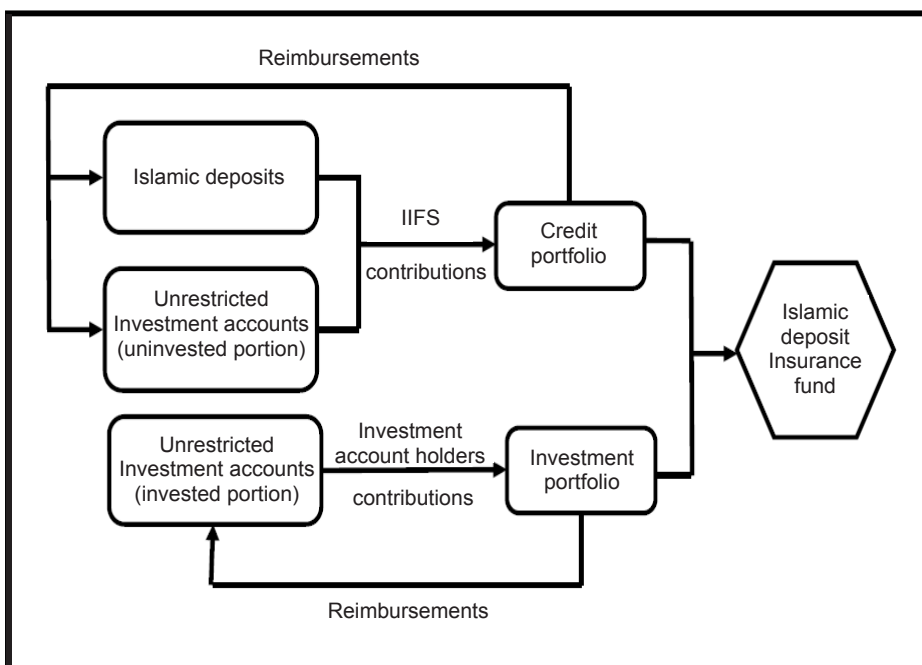 Reimbursements
Islamic deposits
IIFS
contributions
Credit
portfolio
Unrestricted
Investment accounts
(uninvested portion)
Islamic
deposit
Insurance
fund
Unrestricted
Investment accounts
(invested portion)
Investment
account holders
contributions
Investment
portfolio
Reimbursements